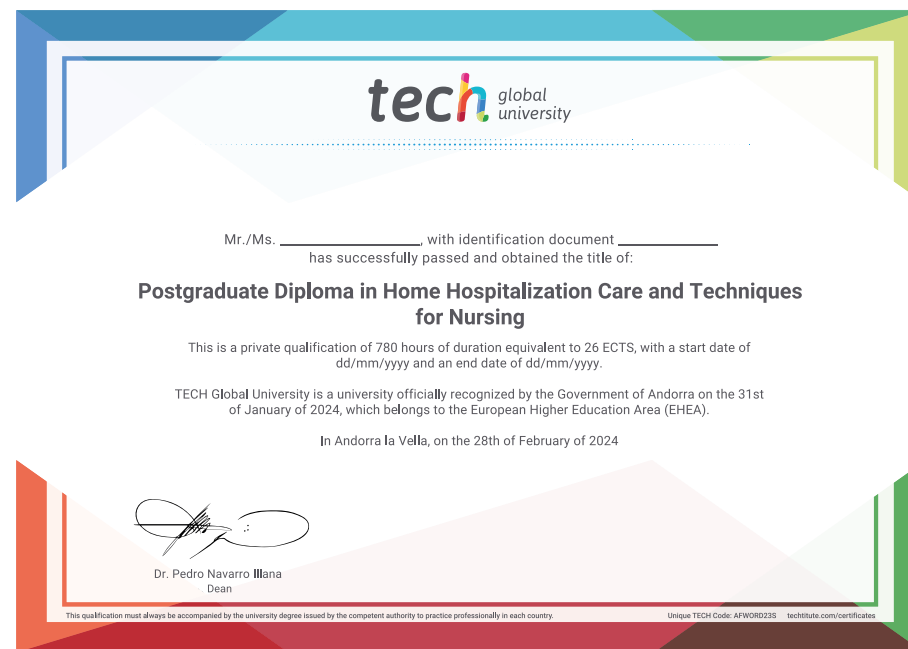 tech global
university
Mr./Ms. ____________, with identification document ____________
has successfully passed and obtained the title of:
Postgraduate Diploma in Home Hospitalization Care and Techniques
for Nursing
This is a private qualification of 780 hours of duration equivalent to 26 ECTS, with a start date of
dd/mm/yyyy and an end date of dd/mm/yyyy.
TECH Global University is a university officially recognized by the Government of Andorra on the 31st
of January of 2024, which belongs to the European Higher Education Area (EHEA).
In Andorra la Vella, on the 28th of February of 2024
Dr. Pedro Navarro Illana
Dean
This qualification must always be accompanied by the university degree issued by the competent authority to practice professionally in each country. Unique TECH Code: AFWORD23S techtitute.com/certificates